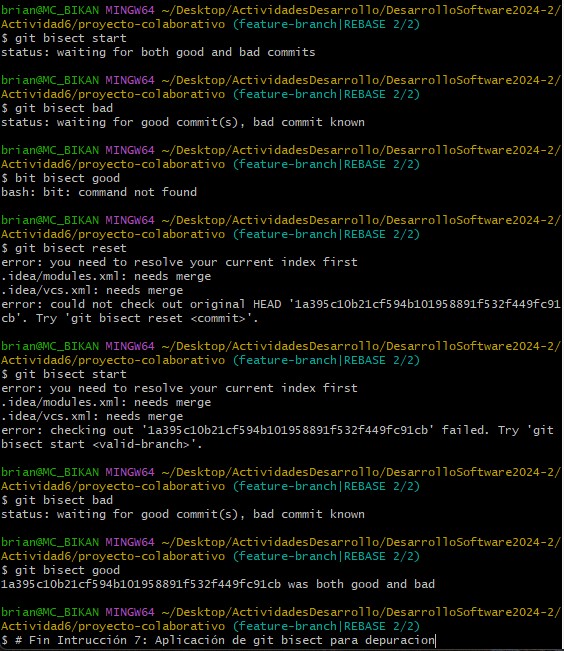 brian@MC_BIKAN MINGW64 ~/Desktop/ActividadesDesarrollo/DesarrolloSoftware2024-2/
Actividad6/proyecto-colaborativo (feature-branch|REBASE 2/2)
$ git bisect start
status: waiting for both good and bad commits
brian@MC_BIKAN MINGW64 ~/Desktop/ActividadesDesarrollo/DesarrolloSoftware2024-2/
Actividad6/proyecto-colaborativo (feature-branch|REBASE 2/2)
$ git bisect bad
status: waiting for good commit(s), bad commit known
brian@MC_BIKAN MINGW64 ~/Desktop/ActividadesDesarrollo/DesarrolloSoftware2024-2/
Actividad6/proyecto-colaborativo (feature-branch|REBASE 2/2)
$ bit bisect good
bash: bit: command not found
brian@MC_BIKAN MINGW64 ~/Desktop/ActividadesDesarrollo/DesarrolloSoftware2024-2/
Actividad6/proyecto-colaborativo (feature-branch|REBASE 2/2)
$ git bisect reset
error: you need to resolve your current index first
.idea/modules.xml: needs merge
.idea/vcs.xml: needs merge
error: could not check out original HEAD '1a395c10b21cf594b101958891f532f449fc91
cb'. Try 'git bisect reset <commit>'.
brian@MC_BIKAN MINGW64 ~/Desktop/ActividadesDesarrollo/DesarrolloSoftware2024-2/
Actividad6/proyecto-colaborativo (feature-branch|REBASE 2/2)
$ git bisect start
error: you need to resolve your current index first
.idea/modules.xml: needs merge
.idea/vcs.xml: needs merge
error: checking out '1a395c10b21cf594b101958891f532f449fc91cb' failed. Try 'git
bisect start <valid-branch>'.
brian@MC_BIKAN MINGW64 ~/Desktop/ActividadesDesarrollo/DesarrolloSoftware2024-2/
Actividad6/proyecto-colaborativo (feature-branch|REBASE 2/2)
$ git bisect bad
status: waiting for good commit(s), bad commit known
brian@MC_BIKAN MINGW64 ~/Desktop/ActividadesDesarrollo/DesarrolloSoftware2024-2/
Actividad6/proyecto-colaborativo (feature-branch|REBASE 2/2)
$ git bisect good
1a395c10b21cf594b101958891f532f449fc91cb was both good and bad
brian@MC_BIKAN MINGW64 ~/Desktop/ActividadesDesarrollo/DesarrolloSoftware2024-2/
Actividad6/proyecto-colaborativo (feature-branch|REBASE 2/2)
$ # Fin Intrucción 7: Aplicación de git bisect para depuracion